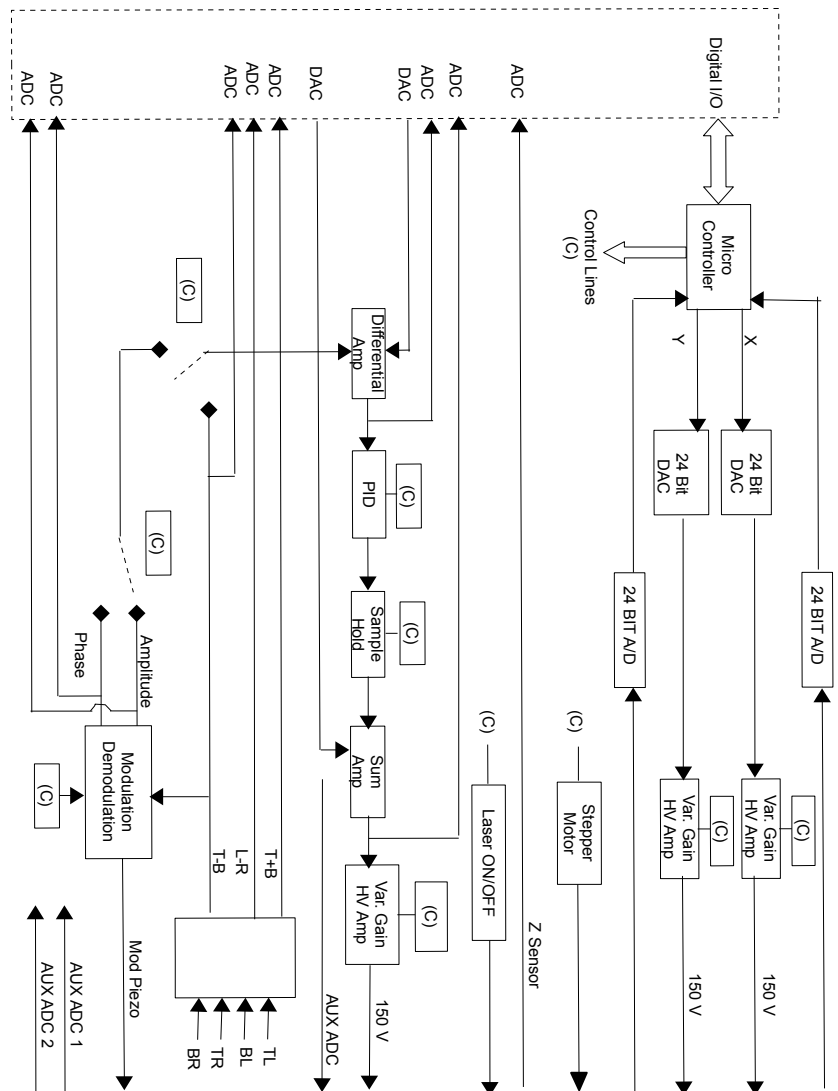 Digital I/O
ADC
ADC
ADC
DAC
DAC
ADC
ADC
ADC
ADC
ADC
Micro
Controller
Control Lines
(C)
X
Y
24 Bit
DAC
24 Bit
DAC
24 BIT A/D
24 BIT A/D
Var. Gain
HV Amp
(C)
Var. Gain
HV Amp
(C)
150 V
150 V
(C)
Stepper
Motor
(C)
Laser ON/OFF
Z Sensor
Differential
Amp
PID
(C)
Sample
Hold
(C)
Sum
Amp
Var. Gain
HV Amp
(C)
150 V
AUX ADC
(C)
(C)
T+B
L-R
T-B
TL
BL
TR
BR
Amplitude
Phase
Modulation
Demodulation
(C)
Mod Piezo
AUX ADC 1
AUX ADC 2